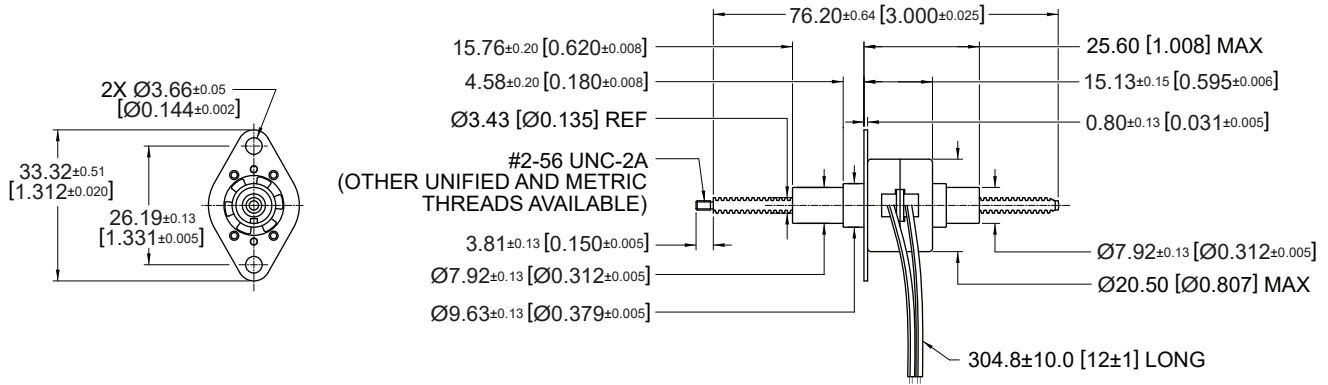 76.20±0.64 [3.000±0.025]
15.76±0.20 [0.620±0.008]
25.60 [1.008] MAX
4.58±0.20 [0.180±0.008]
15.13±0.15 [0.595±0.006]
2X Ø3.66±0.05
[Ø0.144±0.002]
Ø3.43 [Ø0.135] REF
0.80±0.13 [0.031±0.005]
#2-56 UNC-2A
(OTHER UNIFIED AND METRIC
THREADS AVAILABLE)
33.32±0.51
[1.312±0.020]
26.19±0.13
[1.331±0.005]
3.81±0.13 [0.150±0.005]
Ø7.92±0.13 [Ø0.312±0.005]
Ø7.92±0.13 [Ø0.312±0.005]
Ø20.50 [Ø0.807] MAX
Ø9.63±0.13 [Ø0.379±0.005]
304.8±10.0 [12±1] LONG